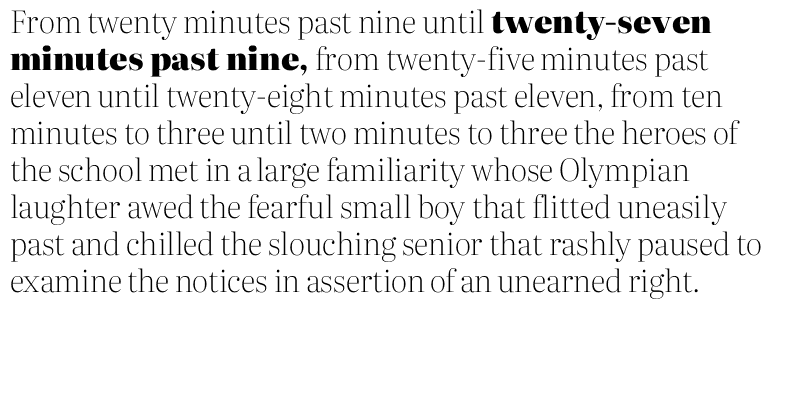 From twenty minutes past nine until twenty-seven
minutes past nine, from twenty-five minutes past
eleven until twenty-eight minutes past eleven, from ten
minutes to three until two minutes to three the heroes of
the school met in a large familiarity whose Olympian
laughter awed the fearful small boy that flitted uneasily
past and chilled the slouching senior that rashly paused to
examine the notices in assertion of an unearned right.